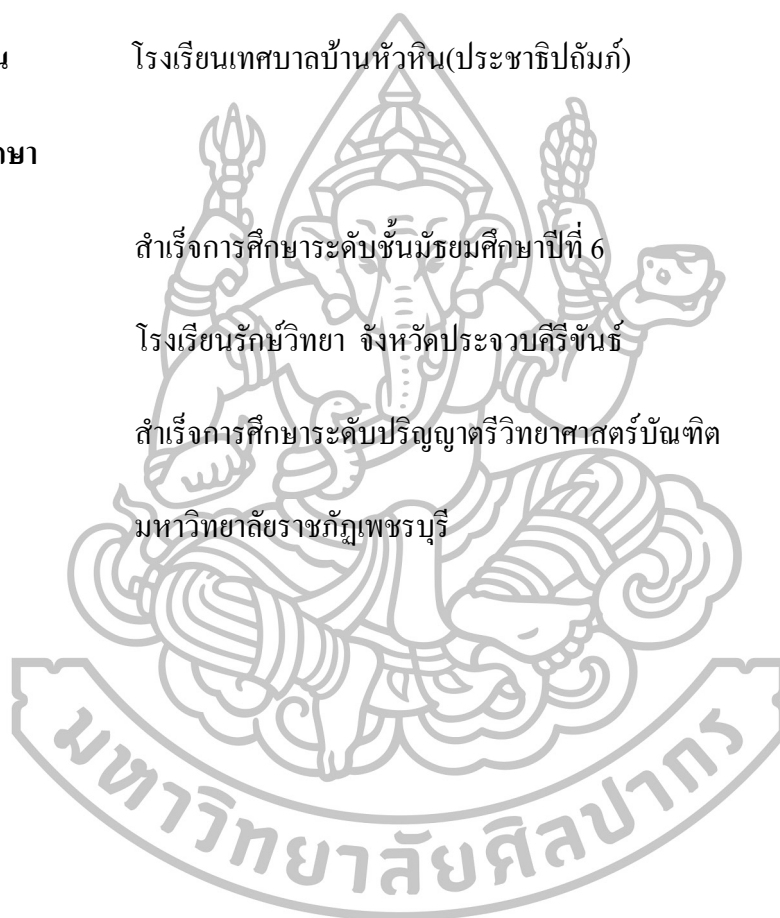 โรงเรียนเทศบาลบ้านหัวหิน(ประชาธิปถัมภ์)
สำเร็จการศึกษาระดับชั้นมัธยมศึกษาปีที่ 6
โรงเรียนรักษ์วิทยา จังหวัดประจวบคีรีขันธ์
สำเร็จการศึกษาระดับปริญญาตรีวิทยาศาสตร์บัณฑิต
มหาวิทยาลัยราชภัฏเพชรบุรี
มหาวิทยาลัยศิลปากร